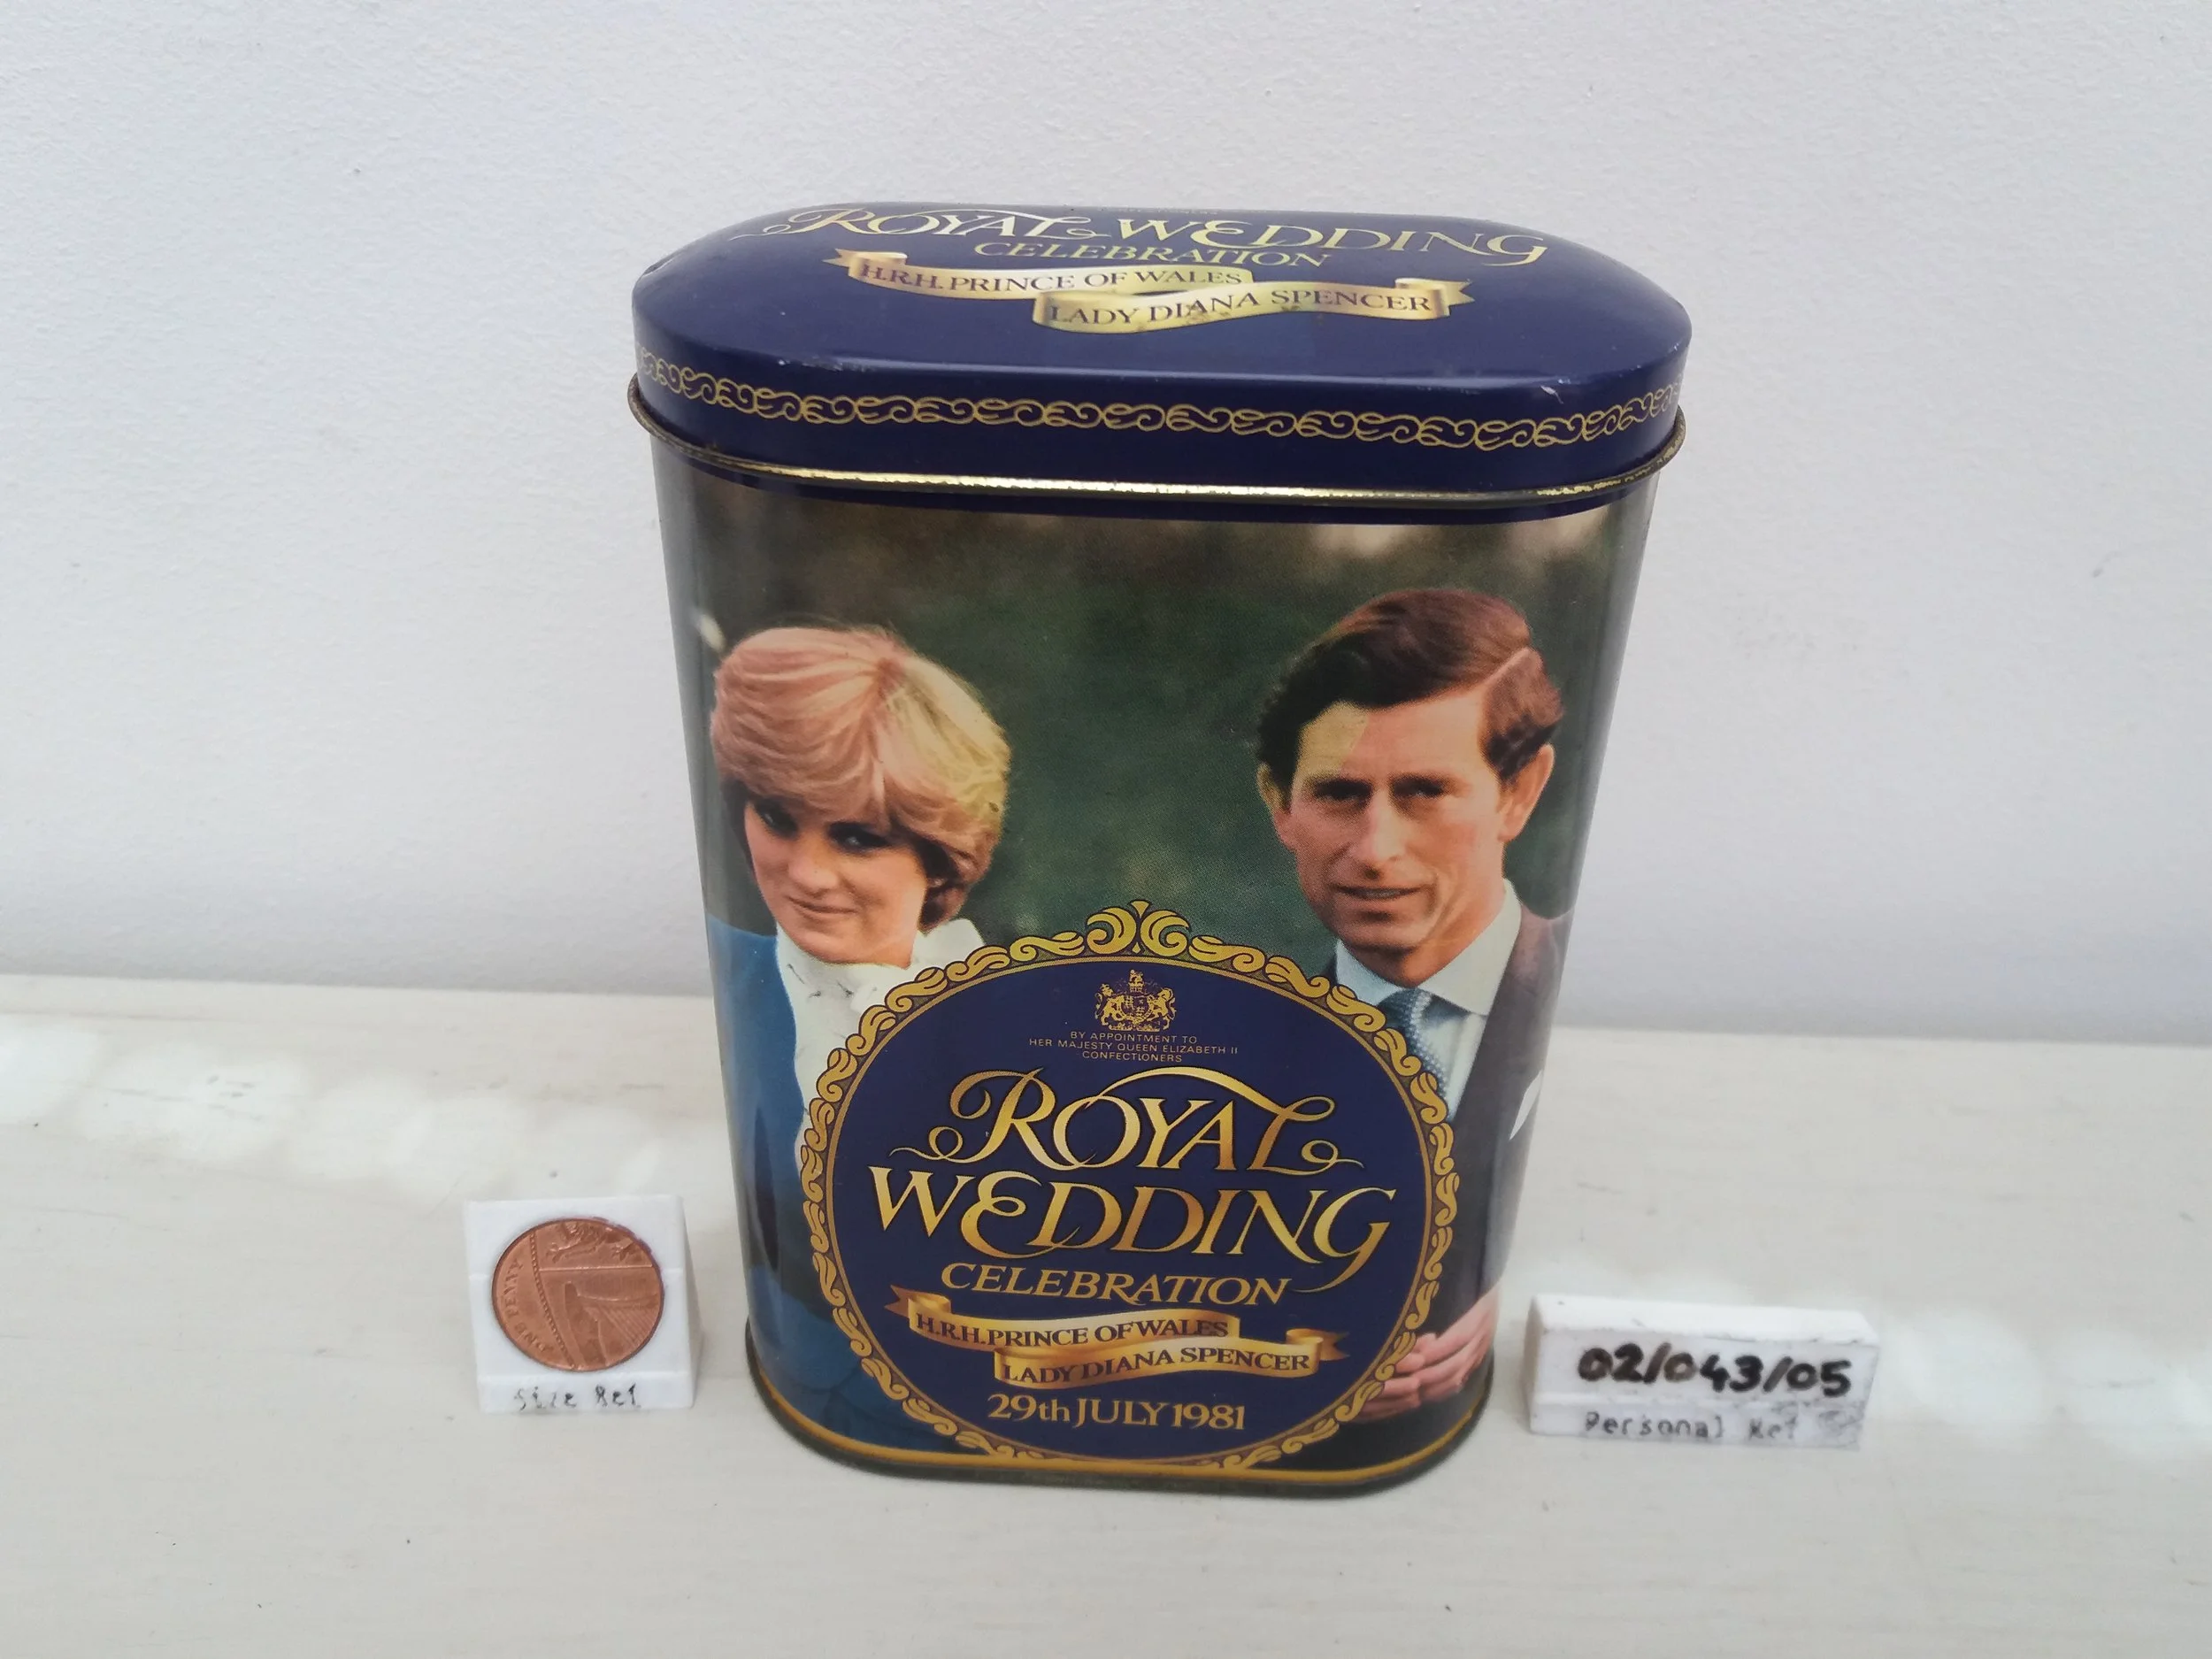 ROYAL WEDDING
CELEBRATION
H.R.H. PRINCE OF WALES
LADY DIANA SPENCER
BY APPOINTMENT TO
HER MAJESTY QUEEN ELIZABETH II
CONFECTIONERS
ROYAL
WEDDING
CELEBRATION
H.R.H. PRINCE OF WALES
LADY DIANA SPENCER
29th JULY 1981
ONE PENNY
Size Ref
02/043/05
Personal Ref